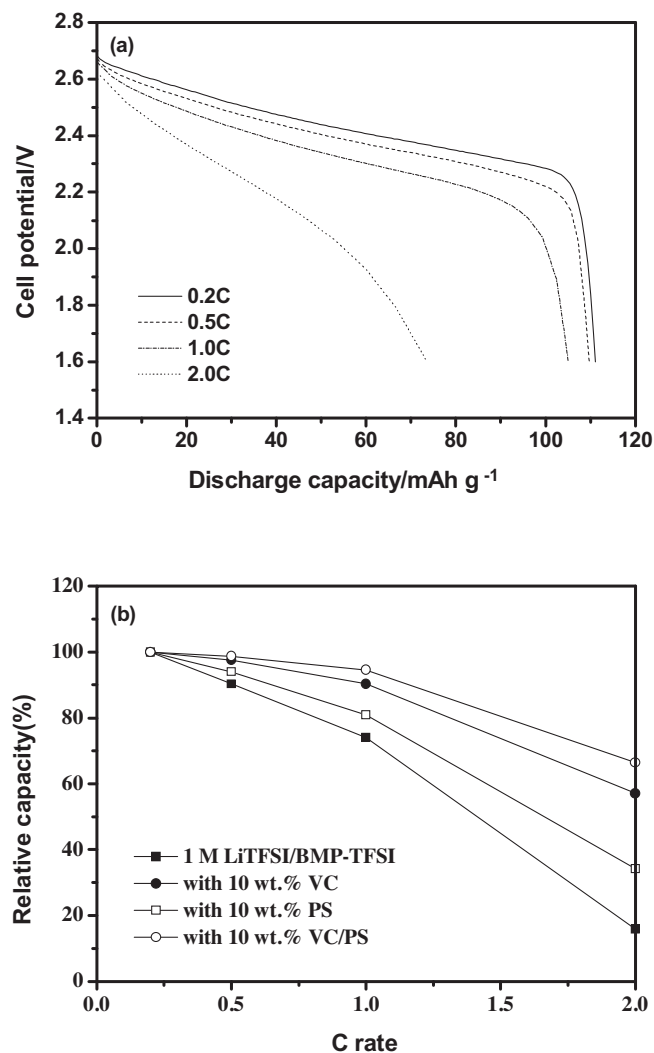 (a)
2.8
2.6
2.4
2.2
2.0
1.8
1.6
1.4
Cell potential/V
0.2C
0.5C
1.0C
2.0C
0 20 40 60 80 100 120
Discharge capacity/mAh g⁻¹
(b)
120
100
80
60
40
20
0
Relative capacity(%)
1 M LiTFSI/BMP-TFSI
with 10 wt.% VC
with 10 wt.% PS
with 10 wt.% VC/PS
0.0 0.5 1.0 1.5 2.0
C rate